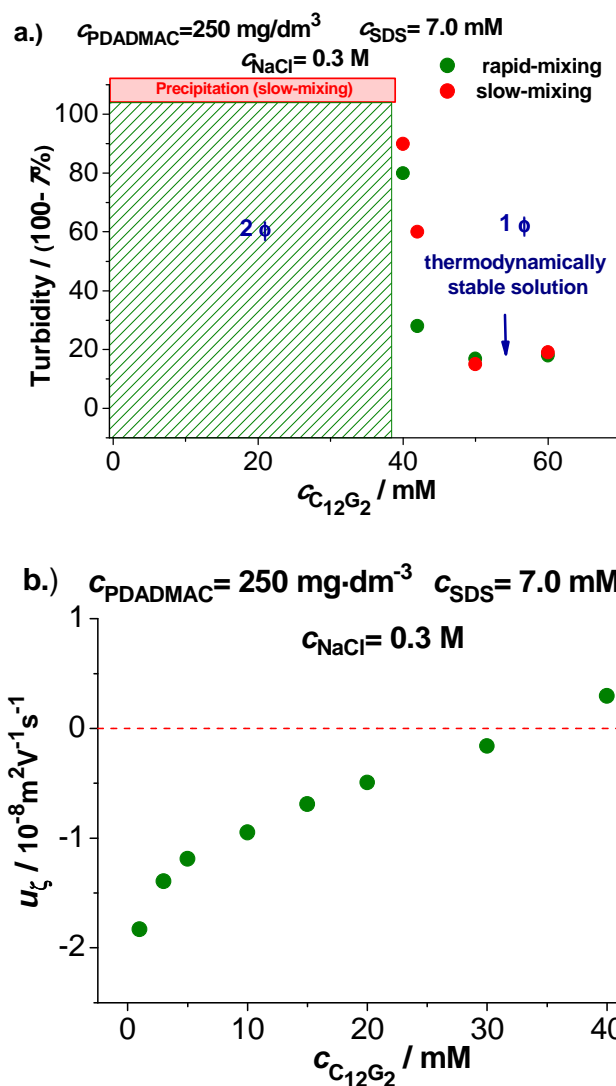 a.) cPDADMAC=250 mg/dm³ cSDS= 7.0 mM
cNaCl= 0.3 M
Precipitation (slow-mixing)
rapid-mixing
slow-mixing
Turbidity / (100-T%)
100
80
60
40
20
0
2 ϕ
1 ϕ
thermodynamically
stable solution
0 20 40 60
cC12G2 / mM
b.) cPDADMAC= 250 mg·dm⁻³ cSDS= 7.0 mM
cNaCl= 0.3 M
uζ / 10⁻⁸m²V⁻¹s⁻¹
1
0
-1
-2
0 10 20 30 40
cC12G2 / mM